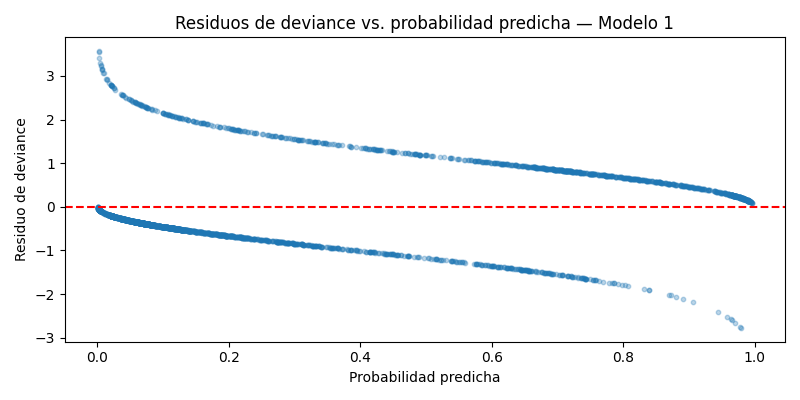 Residuos de deviance vs. probabilidad predicha — Modelo 1
Residuo de deviance
3
2
1
0
−1
−2
−3
0.0 0.2 0.4 0.6 0.8 1.0
Probabilidad predicha